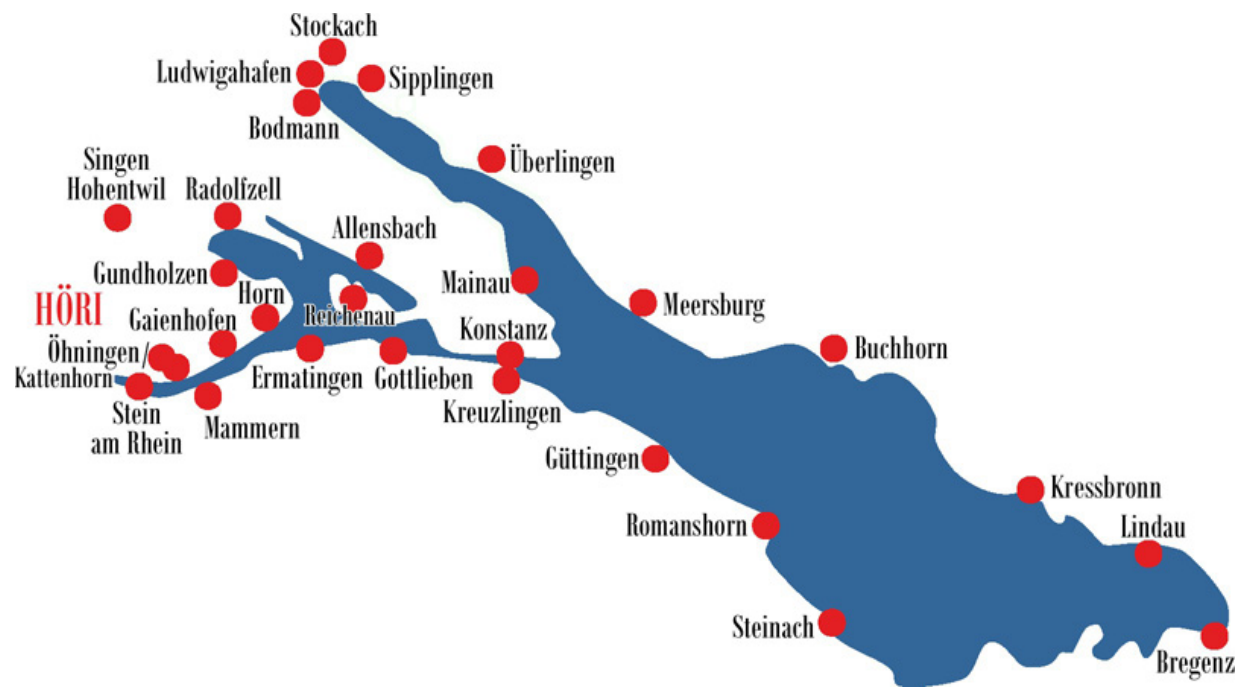 Stockach
Ludwigahafen
Sipplingen
Bodmann
Überlingen
Singen
Hohentwil
Radolfzell
Allensbach
Gundholzen
Mainau
HÖRI
Horn
Reichenau
Meersburg
Gaienhofen
Konstanz
Buchhorn
Öhningen/
Kattenhorn
Ermatingen
Gottlieben
Kreuzlingen
Stein
am Rhein
Mammern
Güttingen
Kressbronn
Romanshorn
Lindau
Steinach
Bregenz